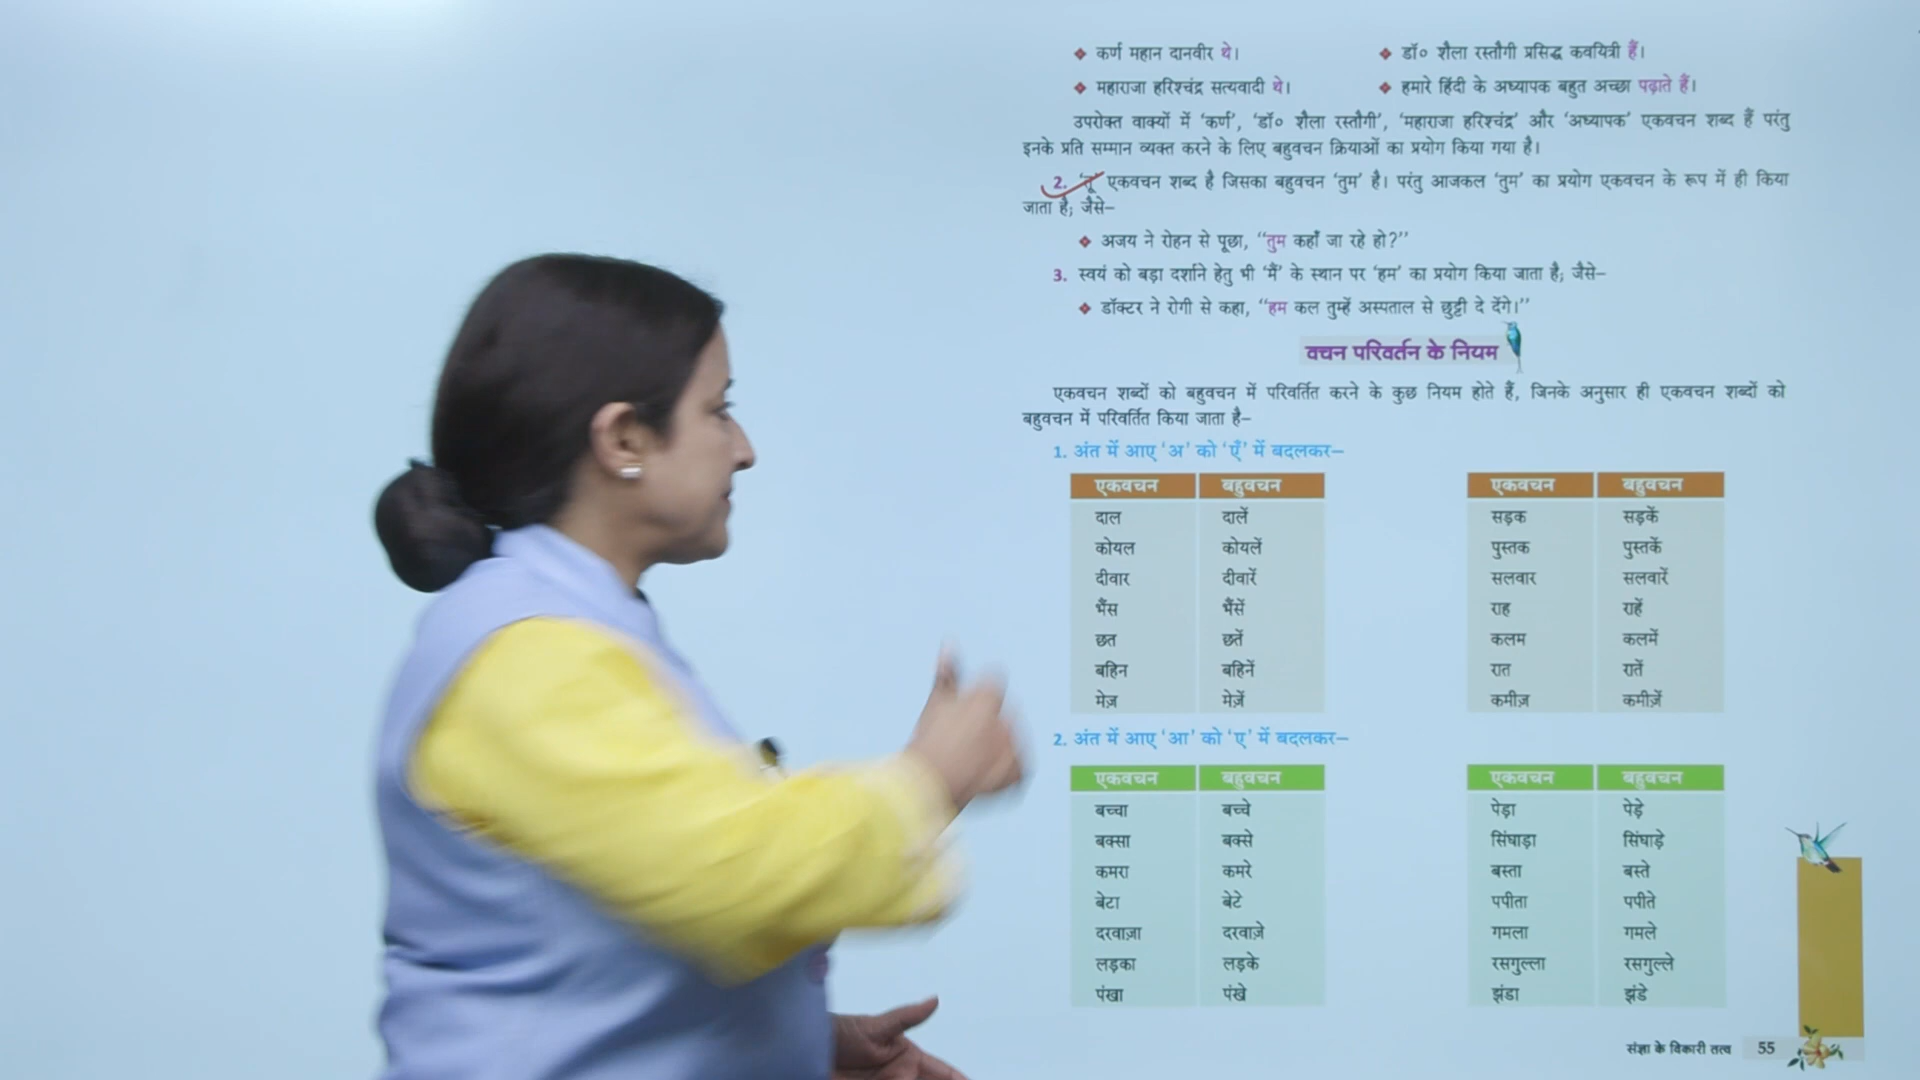 ❖ कर्ण महान दानवीर थे। ❖ डॉ० शैला रस्तौगी प्रसिद्ध कवयित्री हैं।
❖ महाराजा हरिश्चंद्र सत्यवादी थे। ❖ हमारे हिंदी के अध्यापक बहुत अच्छा पढ़ाते हैं।
उपरोक्त वाक्यों में ‘कर्ण’, ‘डॉ० शैला रस्तौगी’, ‘महाराजा हरिश्चंद्र’ और ‘अध्यापक’ एकवचन शब्द हैं परंतु
इनके प्रति सम्मान व्यक्त करने के लिए बहुवचन क्रियाओं का प्रयोग किया गया है।
2. ‘तू’ एकवचन शब्द है जिसका बहुवचन ‘तुम’ है। परंतु आजकल ‘तुम’ का प्रयोग एकवचन के रूप में ही किया
जाता है; जैसे–
❖ अजय ने रोहन से पूछा, “तुम कहाँ जा रहे हो?”
3. स्वयं को बड़ा दर्शाने हेतु भी ‘मैं’ के स्थान पर ‘हम’ का प्रयोग किया जाता है; जैसे–
❖ डॉक्टर ने रोगी से कहा, “हम कल तुम्हें अस्पताल से छुट्टी दे देंगे।”
वचन परिवर्तन के नियम
एकवचन शब्दों को बहुवचन में परिवर्तित करने के कुछ नियम होते हैं, जिनके अनुसार ही एकवचन शब्दों को
बहुवचन में परिवर्तित किया जाता है–
1. अंत में आए ‘अ’ को ‘एँ’ में बदलकर–
एकवचन बहुवचन एकवचन बहुवचन
दाल दालें सड़क सड़कें
कोयल कोयलें पुस्तक पुस्तकें
दीवार दीवारें सलवार सलवारें
भैंस भैंसें राह राहें
छत छतें कलम कलमें
बहिन बहिनें रात रातें
मेज़ मेज़ें कमीज़ कमीज़ें
2. अंत में आए ‘आ’ को ‘ए’ में बदलकर–
एकवचन बहुवचन एकवचन बहुवचन
बच्चा बच्चे पेड़ा पेड़े
बक्सा बक्से सिंघाड़ा सिंघाड़े
कमरा कमरे बस्ता बस्ते
बेटा बेटे पपीता पपीते
दरवाज़ा दरवाज़े गमला गमले
लड़का लड़के रसगुल्ला रसगुल्ले
पंखा पंखे झंडा झंडे
संज्ञा के विकारी तत्व 55